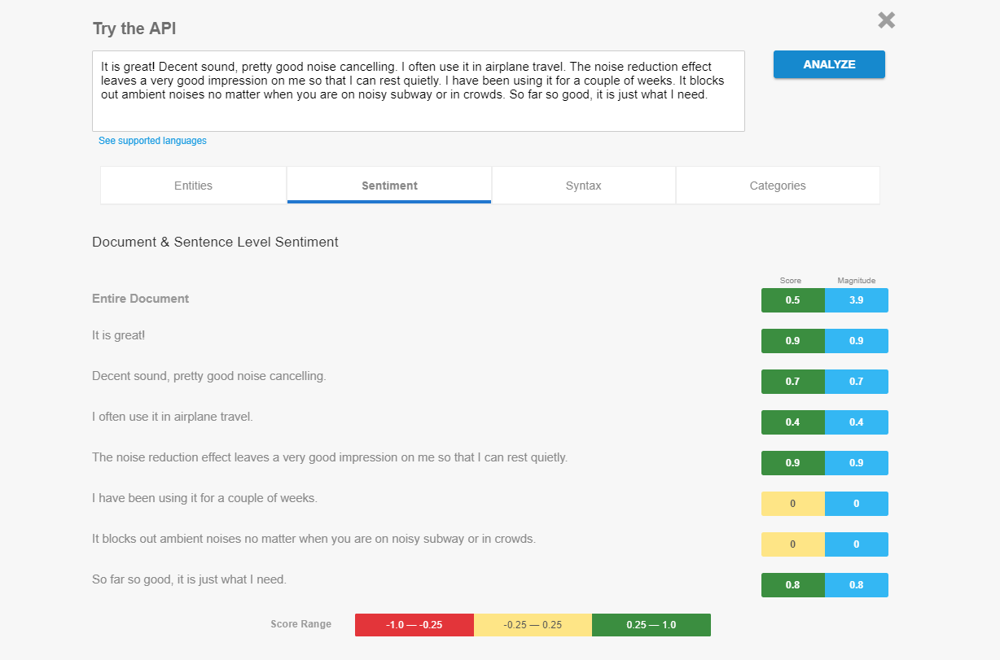 Try the API
It is great! Decent sound, pretty good noise cancelling. I often use it in airplane travel. The noise reduction effect
leaves a very good impression on me so that I can rest quietly. I have been using it for a couple of weeks. It blocks
out ambient noises no matter when you are on noisy subway or in crowds. So far so good, it is just what I need.
ANALYZE
See supported languages
Entities Sentiment Syntax Categories
Document & Sentence Level Sentiment
Score Magnitude
Entire Document 0.5 3.9
It is great! 0.9 0.9
Decent sound, pretty good noise cancelling. 0.7 0.7
I often use it in airplane travel. 0.4 0.4
The noise reduction effect leaves a very good impression on me so that I can rest quietly. 0.9 0.9
I have been using it for a couple of weeks. 0 0
It blocks out ambient noises no matter when you are on noisy subway or in crowds. 0 0
So far so good, it is just what I need. 0.8 0.8
Score Range -1.0 — -0.25 -0.25 — 0.25 0.25 — 1.0